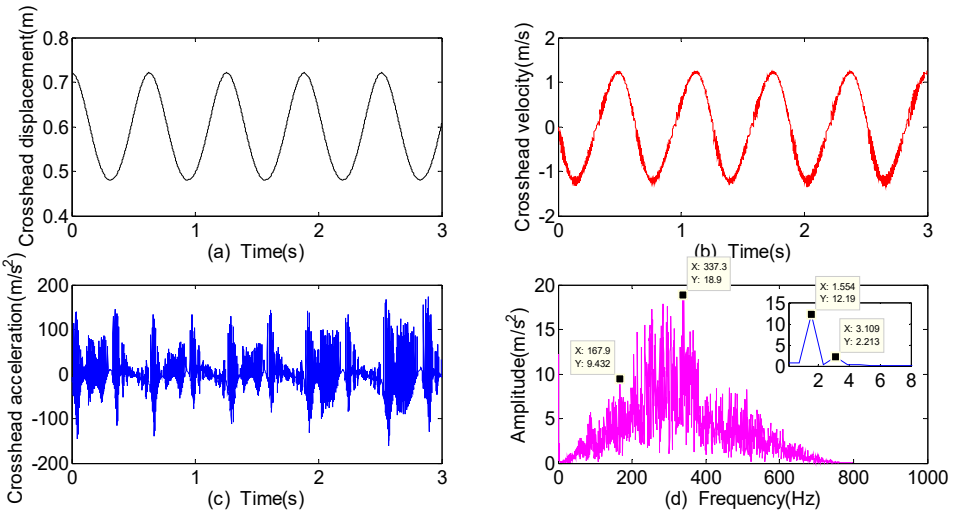 Crosshead displacement(m)
0.8
0.7
0.6
0.5
0.4
0
1
2
3
(a) Time(s)
Crosshead velocity(m/s)
2
1
0
-1
-2
0
1
2
3
(b) Time(s)
Crosshead acceleration(m/s²)
200
100
0
-100
-200
0
1
2
3
(c) Time(s)
Amplitude(m/s²)
20
15
10
5
0
0
200
400
600
800
1000
(d) Frequency(Hz)
X: 167.9
Y: 9.432
X: 337.3
Y: 18.9
X: 1.554
Y: 12.19
X: 3.109
Y: 2.213
15
10
5
0
2
4
6
8